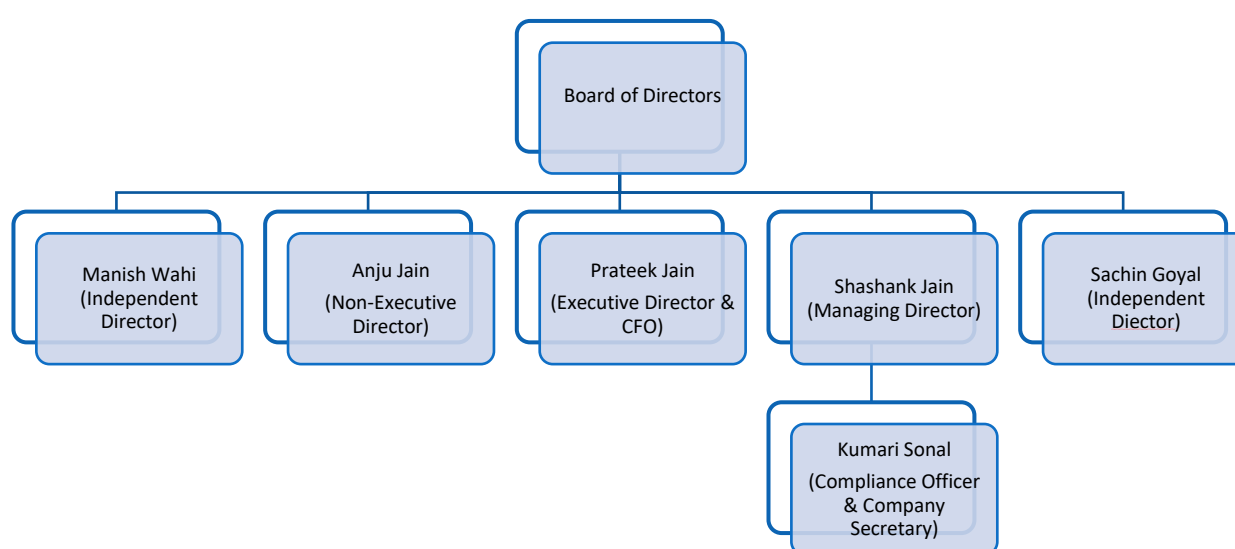 Board of Directors
Manish Wahi
(Independent
Director)
Anju Jain
(Non-Executive
Director)
Prateek Jain
(Executive Director &
CFO)
Shashank Jain
(Managing Director)
Sachin Goyal
(Independent
Diector)
Kumari Sonal
(Compliance Officer
& Company
Secretary)